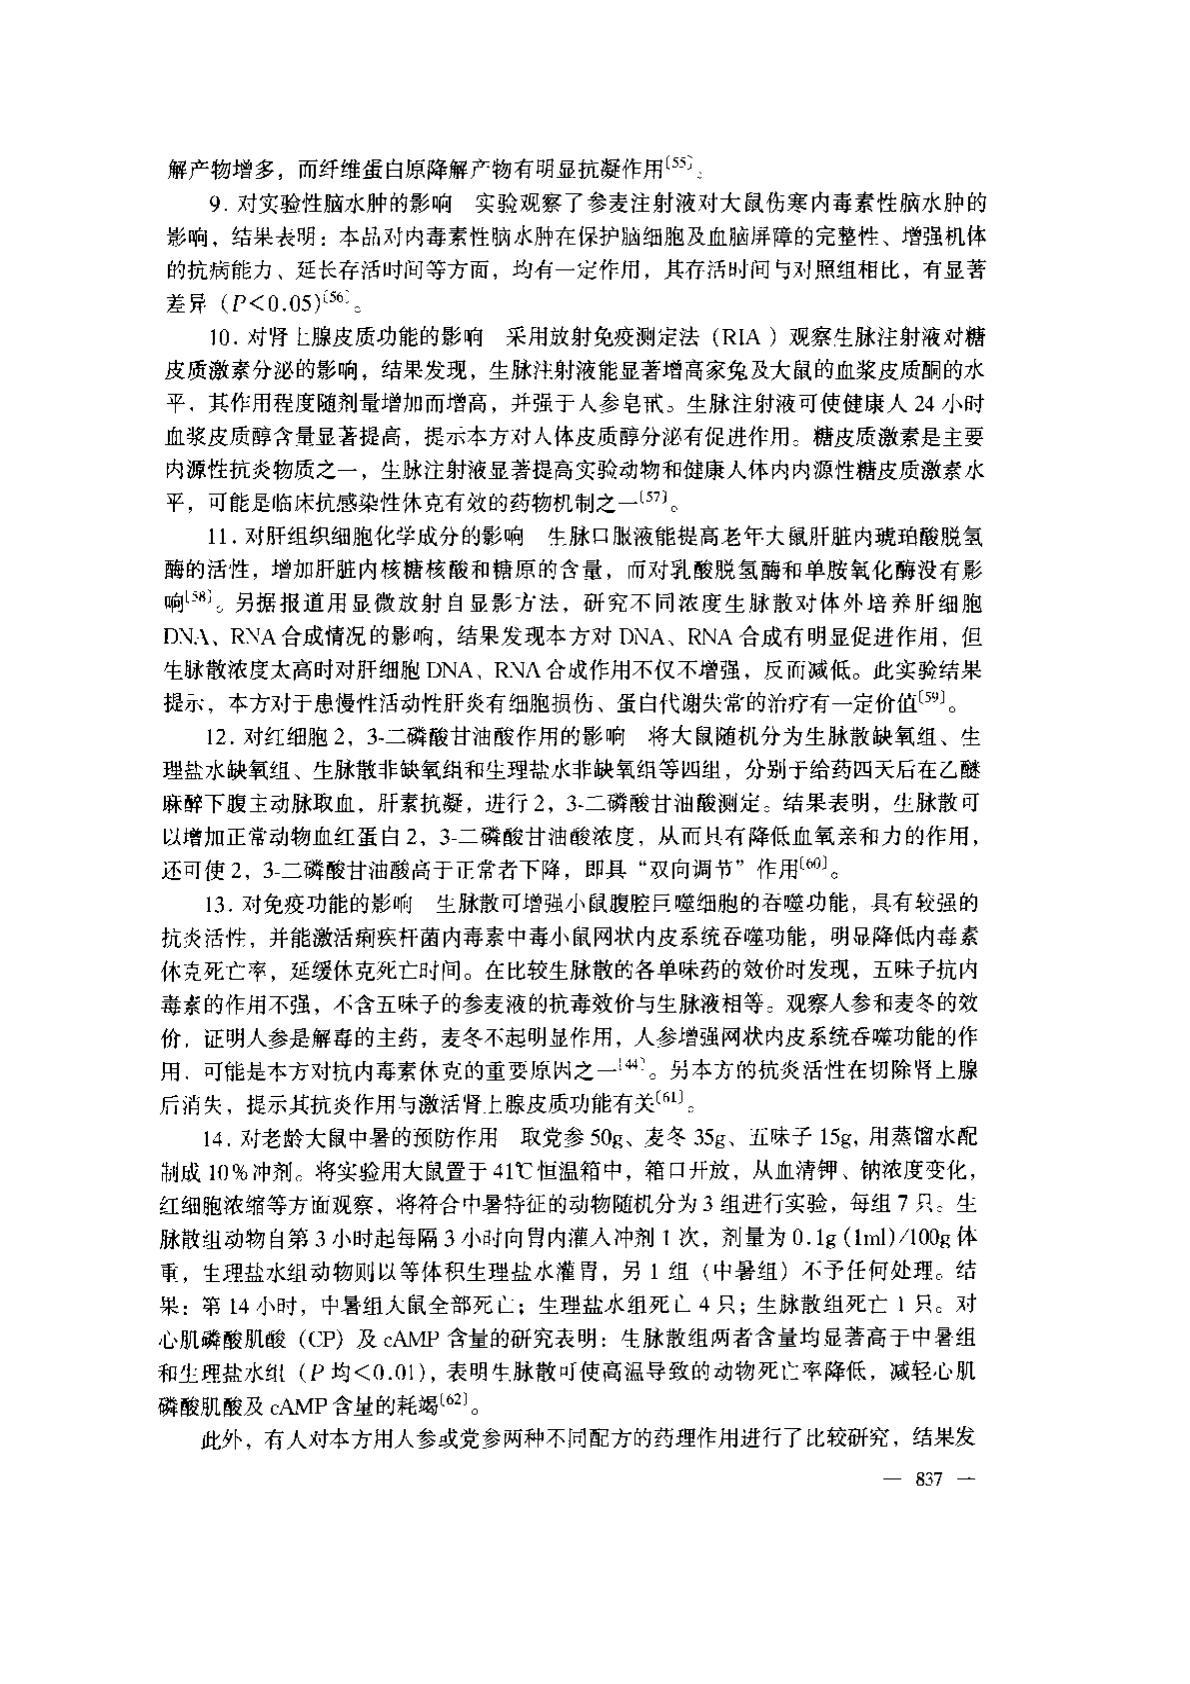 解产物增多，而纤维蛋白原降解产物有明显抗凝作用〔55〕。
9. 对实验性脑水肿的影响　实验观察了参麦注射液对大鼠伤寒内毒素性脑水肿的
影响，结果表明：本品对内毒素性脑水肿在保护脑细胞及血脑屏障的完整性、增强机体
的抗病能力、延长存活时间等方面，均有一定作用，其存活时间与对照组相比，有显著
差异（P<0.05）〔56〕。
10. 对肾上腺皮质功能的影响　采用放射免疫测定法（RIA）观察生脉注射液对糖
皮质激素分泌的影响，结果发现，生脉注射液能显著增高家兔及大鼠的血浆皮质酮的水
平，其作用程度随剂量增加而增高，并强于人参皂甙。生脉注射液可使健康人 24 小时
血浆皮质醇含量显著提高，提示本方对人体皮质醇分泌有促进作用。糖皮质激素是主要
内源性抗炎物质之一，生脉注射液显著提高实验动物和健康人体内内源性糖皮质激素水
平，可能是临床抗感染性休克有效的药物机制之一〔57〕。
11. 对肝组织细胞化学成分的影响　生脉口服液能提高老年大鼠肝脏内琥珀酸脱氢
酶的活性，增加肝脏内核糖核酸和糖原的含量，而对乳酸脱氢酶和单胺氧化酶没有影
响〔58〕。另据报道用显微放射自显影方法，研究不同浓度生脉散对体外培养肝细胞
DNA、RNA 合成情况的影响，结果发现本方对 DNA、RNA 合成有明显促进作用，但
生脉散浓度太高时对肝细胞 DNA、RNA 合成作用不仅不增强，反而减低。此实验结果
提示，本方对于患慢性活动性肝炎有细胞损伤、蛋白代谢失常的治疗有一定价值〔59〕。
12. 对红细胞 2，3-二磷酸甘油酸作用的影响　将大鼠随机分为生脉散缺氧组、生
理盐水缺氧组、生脉散非缺氧组和生理盐水非缺氧组等四组，分别于给药四天后在乙醚
麻醉下腹主动脉取血，肝素抗凝，进行 2，3-二磷酸甘油酸测定。结果表明，生脉散可
以增加正常动物血红蛋白 2，3-二磷酸甘油酸浓度，从而具有降低血氧亲和力的作用，
还可使 2，3-二磷酸甘油酸高于正常者下降，即具“双向调节”作用〔60〕。
13. 对免疫功能的影响　生脉散可增强小鼠腹腔巨噬细胞的吞噬功能，具有较强的
抗炎活性，并能激活痢疾杆菌内毒素中毒小鼠网状内皮系统吞噬功能，明显降低内毒素
休克死亡率，延缓休克死亡时间。在比较生脉散的各单味药的效价时发现，五味子抗内
毒素的作用不强，不含五味子的参麦液的抗毒效价与生脉液相等。观察人参和麦冬的效
价，证明人参是解毒的主药，麦冬不起明显作用，人参增强网状内皮系统吞噬功能的作
用，可能是本方对抗内毒素休克的重要原因之一〔44〕。另本方的抗炎活性在切除肾上腺
后消失，提示其抗炎作用与激活肾上腺皮质功能有关〔61〕。
14. 对老龄大鼠中暑的预防作用　取党参 50g、麦冬 35g、五味子 15g, 用蒸馏水配
制成 10%冲剂。将实验用大鼠置于 41℃恒温箱中，箱口开放，从血清钾、钠浓度变化，
红细胞浓缩等方面观察，将符合中暑特征的动物随机分为 3 组进行实验，每组 7 只。生
脉散组动物自第 3 小时起每隔 3 小时向胃内灌入冲剂 1 次，剂量为 0.1g (1ml)/100g 体
重，生理盐水组动物则以等体积生理盐水灌胃，另 1 组（中暑组）不予任何处理。结
果：第 14 小时，中暑组大鼠全部死亡；生理盐水组死亡 4 只；生脉散组死亡 1 只。对
心肌磷酸肌酸（CP）及 cAMP 含量的研究表明：生脉散组两者含量均显著高于中暑组
和生理盐水组（P 均<0.01），表明生脉散可使高温导致的动物死亡率降低，减轻心肌
磷酸肌酸及 cAMP 含量的耗竭〔62〕。
此外，有人对本方用人参或党参两种不同配方的药理作用进行了比较研究，结果发
— 837 —